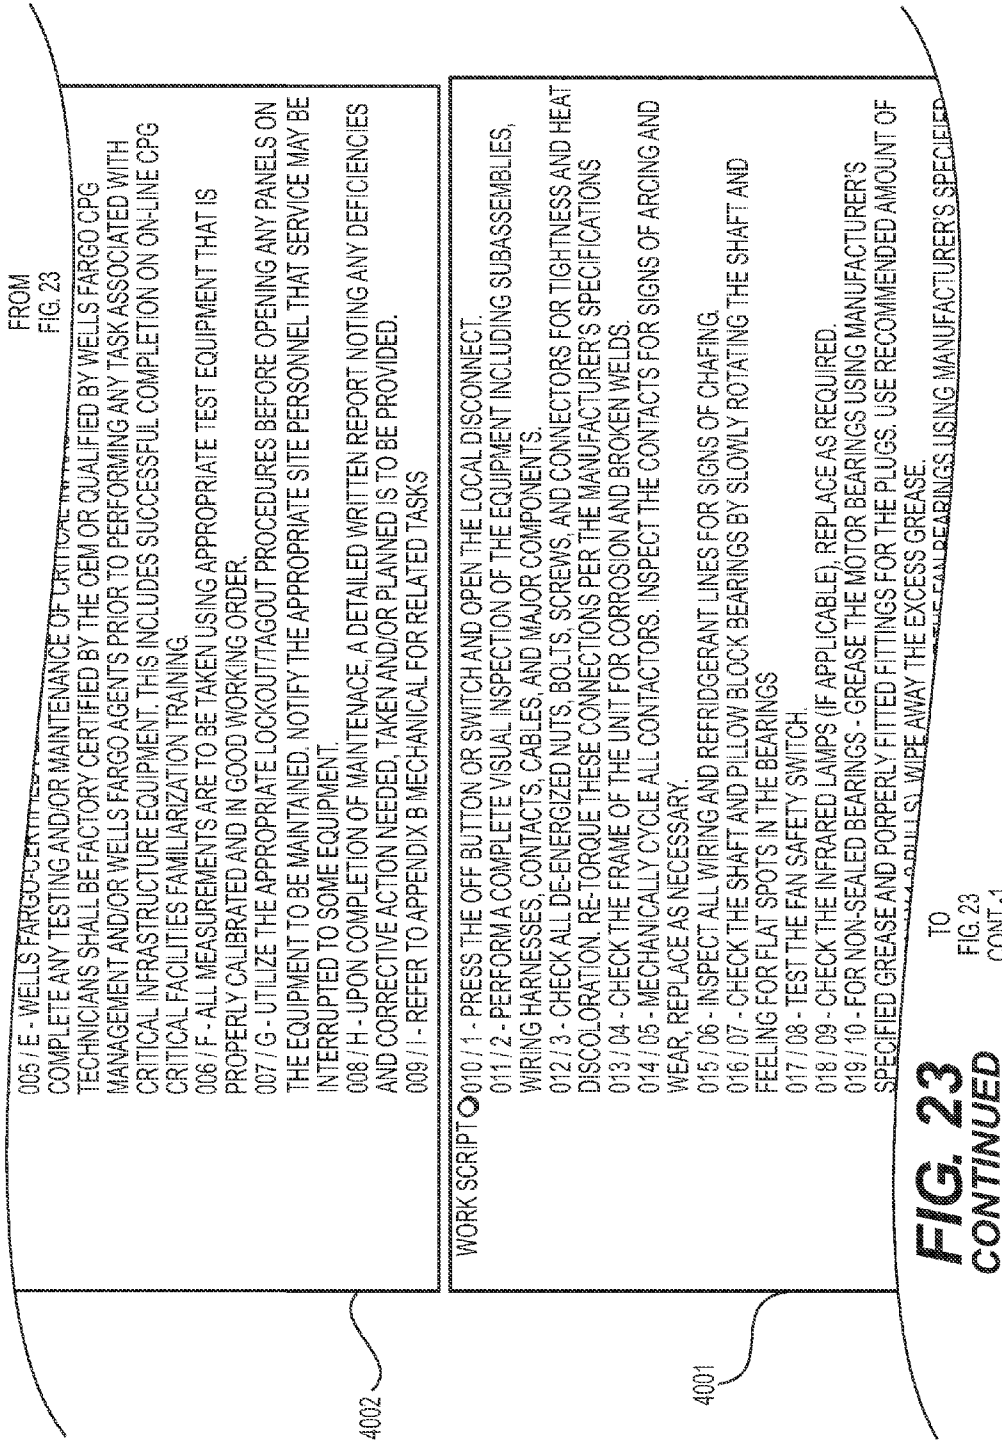 FROM
FIG. 23
005 / E - WELLS FARGO-CERTIFIED
COMPLETE ANY TESTING AND/OR MAINTENANCE OF CRITICAL
TECHNICIANS SHALL BE FACTORY CERTIFIED BY THE OEM OR QUALIFIED BY WELLS FARGO CPG
MANAGEMENT AND/OR WELLS FARGO AGENTS PRIOR TO PERFORMING ANY TASK ASSOCIATED WITH
CRITICAL INFRASTRUCTURE EQUIPMENT. THIS INCLUDES SUCCESSFUL COMPLETION ON ON-LINE CPG
CRITICAL FACILITIES FAMILIARIZATION TRAINING.
006 / F - ALL MEASUREMENTS ARE TO BE TAKEN USING APPROPRIATE TEST EQUIPMENT THAT IS
PROPERLY CALIBRATED AND IN GOOD WORKING ORDER.
007 / G - UTILIZE THE APPROPRIATE LOCKOUT/TAGOUT PROCEDURES BEFORE OPENING ANY PANELS ON
THE EQUIPMENT TO BE MAINTAINED. NOTIFY THE APPROPRIATE SITE PERSONNEL THAT SERVICE MAY BE
INTERRUPTED TO SOME EQUIPMENT.
008 / H - UPON COMPLETION OF MAINTENACE, A DETAILED WRITTEN REPORT NOTING ANY DEFICIENCIES
AND CORRECTIVE ACTION NEEDED, TAKEN AND/OR PLANNED IS TO BE PROVIDED.
009 / I - REFER TO APPENDIX B MECHANICAL FOR RELATED TASKS
4002
WORK SCRIPT 010 / 1 - PRESS THE OFF BUTTON OR SWITCH AND OPEN THE LOCAL DISCONNECT.
011 / 2 - PERFORM A COMPLETE VISUAL INSPECTION OF THE EQUIPMENT INCLUDING SUBASSEMBLIES,
WIRING HARNESSES, CONTACTS, CABLES, AND MAJOR COMPONENTS.
012 / 3 - CHECK ALL DE-ENERGIZED NUTS, BOLTS, SCREWS, AND CONNECTORS FOR TIGHTNESS AND HEAT
DISCOLORATION. RE-TORQUE THESE CONNECTIONS PER THE MANUFACTURER'S SPECIFICATIONS
013 / 04 - CHECK THE FRAME OF THE UNIT FOR CORROSION AND BROKEN WELDS.
014 / 05 - MECHANICALLY CYCLE ALL CONTACTORS. INSPECT THE CONTACTS FOR SIGNS OF ARCING AND
WEAR, REPLACE AS NECESSARY.
015 / 06 - INSPECT ALL WIRING AND REFRIDGERANT LINES FOR SIGNS OF CHAFING.
016 / 07 - CHECK THE SHAFT AND PILLOW BLOCK BEARINGS BY SLOWLY ROTATING THE SHAFT AND
FEELING FOR FLAT SPOTS IN THE BEARINGS
017 / 08 - TEST THE FAN SAFETY SWITCH.
018 / 09 - CHECK THE INFRARED LAMPS (IF APPLICABLE), REPLACE AS REQUIRED.
019 / 10 - FOR NON-SEALED BEARINGS - GREASE THE MOTOR BEARINGS USING MANUFACTURER'S
SPECIFIED GREASE AND PORPERLY FITTED FITTINGS FOR THE PLUGS. USE RECOMMENDED AMOUNT OF
WIPE AWAY THE EXCESS GREASE.
BEARINGS USING MANUFACTURER'S SPECIFIED
4001
TO
FIG. 23
FIG. 23
CONTINUED